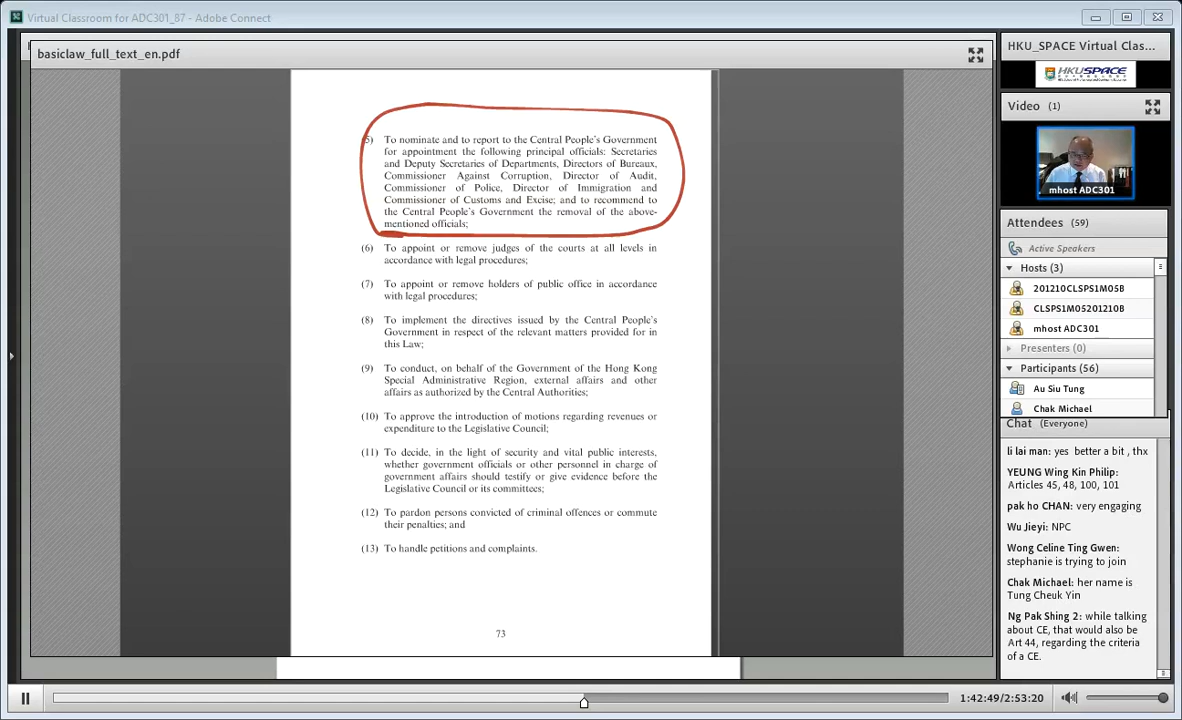 Virtual Classroom for ADC301_87 - Adobe Connect
basiclaw_full_text_en.pdf
(5) To nominate and to report to the Central People's Government
for appointment the following principal officials: Secretaries
and Deputy Secretaries of Departments, Directors of Bureaux,
Commissioner Against Corruption, Director of Audit,
Commissioner of Police, Director of Immigration and
Commissioner of Customs and Excise; and to recommend to
the Central People's Government the removal of the above-
mentioned officials;
(6) To appoint or remove judges of the courts at all levels in
accordance with legal procedures;
(7) To appoint or remove holders of public office in accordance
with legal procedures;
(8) To implement the directives issued by the Central People's
Government in respect of the relevant matters provided for in
this Law;
(9) To conduct, on behalf of the Government of the Hong Kong
Special Administrative Region, external affairs and other
affairs as authorized by the Central Authorities;
(10) To approve the introduction of motions regarding revenues or
expenditure to the Legislative Council;
(11) To decide, in the light of security and vital public interests,
whether government officials or other personnel in charge of
government affairs should testify or give evidence before the
Legislative Council or its committees;
(12) To pardon persons convicted of criminal offences or commute
their penalties; and
(13) To handle petitions and complaints.
73
HKU_SPACE Virtual Clas...
HKUSPACE
Video (1)
mhost ADC301
Attendees (59)
Active Speakers
Hosts (3)
201210CLSPS1M05B
CLSPS1M05201210B
mhost ADC301
Presenters (0)
Participants (56)
Au Siu Tung
Chak Michael
Chat (Everyone)
li lai man: yes better a bit , thx
YEUNG Wing Kin Philip:
Articles 45, 48, 100, 101
pak ho CHAN: very engaging
Wu Jieyi: NPC
Wong Celine Ting Gwen:
stephanie is trying to join
Chak Michael: her name is
Tung Cheuk Yin
Ng Pak Shing 2: while talking
about CE, that would also be
Art 44, regarding the criteria
of a CE.
1:42:49/2:53:20